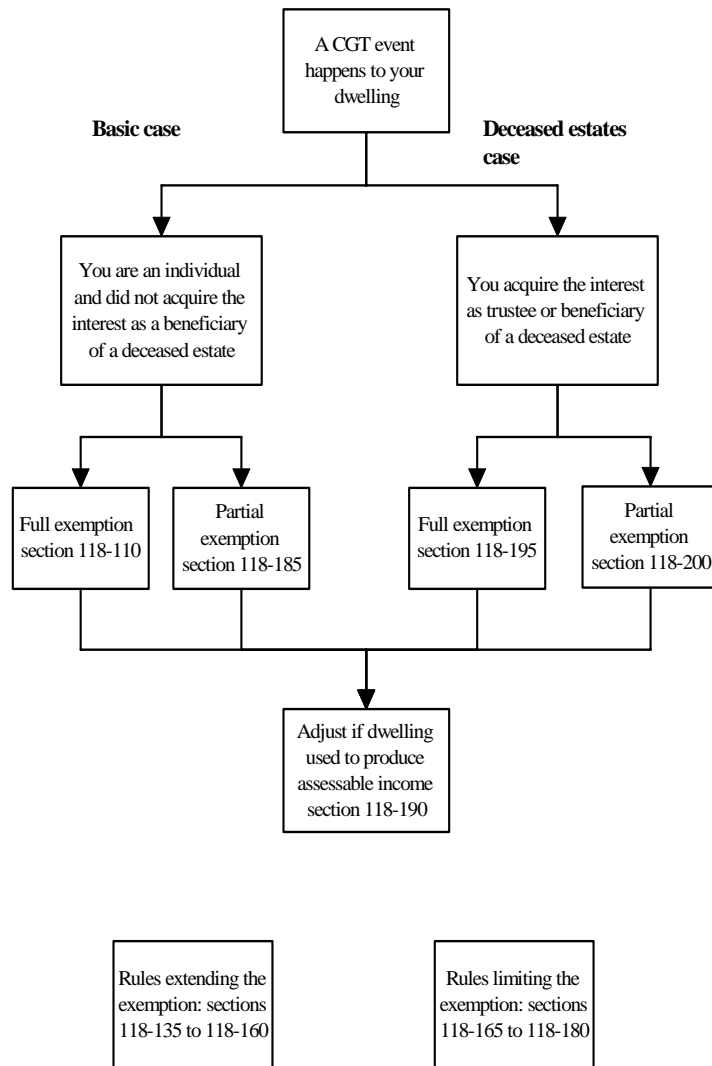 A CGT event
happens to your
dwelling
Basic case
Deceased estates
case
You are an individual
and did not acquire the
interest as a beneficiary
of a deceased estate
You acquire the interest
as trustee or beneficiary
of a deceased estate
Full exemption
section 118-110
Partial
exemption
section 118-185
Full exemption
section 118-195
Partial
exemption
section 118-200
Adjust if dwelling
used to produce
assessable income
section 118-190
Rules extending the
exemption: sections
118-135 to 118-160
Rules limiting the
exemption: sections
118-165 to 118-180